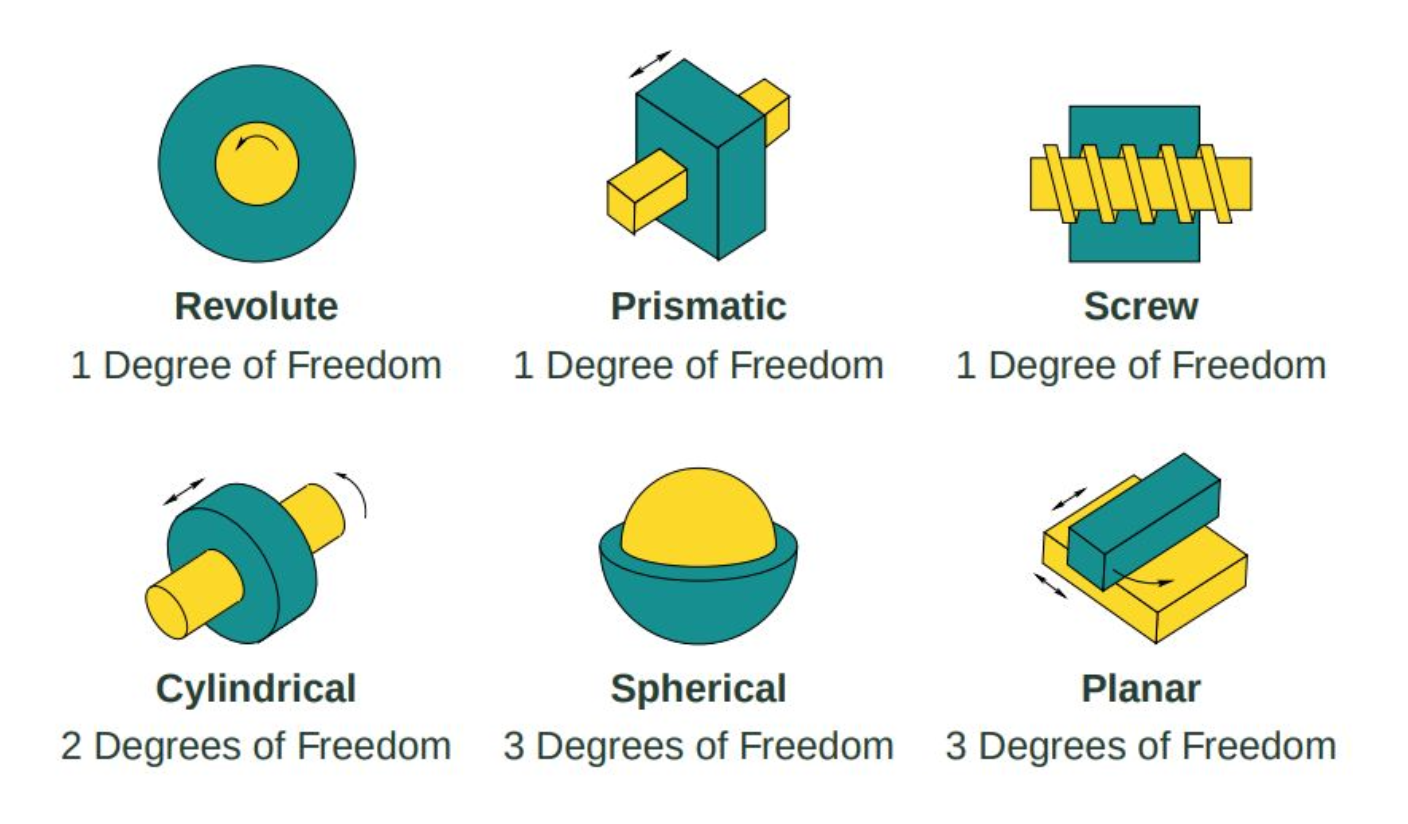 Revolute
1 Degree of Freedom
Prismatic
1 Degree of Freedom
Screw
1 Degree of Freedom
Cylindrical
2 Degrees of Freedom
Spherical
3 Degrees of Freedom
Planar
3 Degrees of Freedom